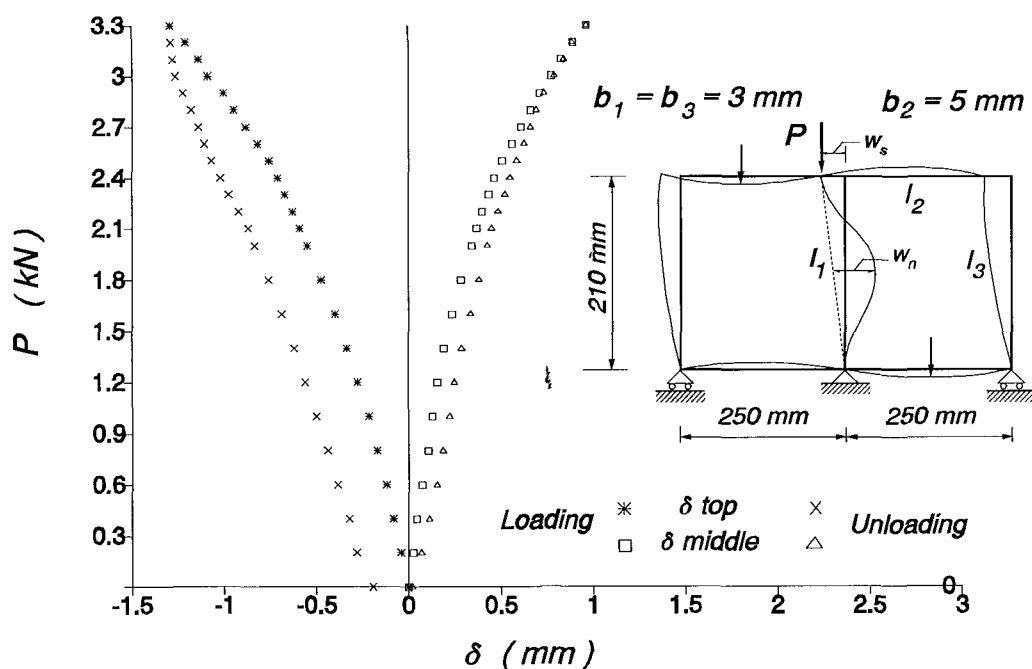 3.3
3
2.7
2.4
2.1
1.8
1.5
1.2
0.9
0.6
0.3
P ( kN )
-1.5
-1
-0.5
0
0.5
1
1.5
2
2.5
3
0
δ ( mm )
b₁ = b₃ = 3 mm
b₂ = 5 mm
P
wₛ
l₂
l₁
wₙ
l₃
210 mm
250 mm
250 mm
Loading
δ top
Unloading
δ middle